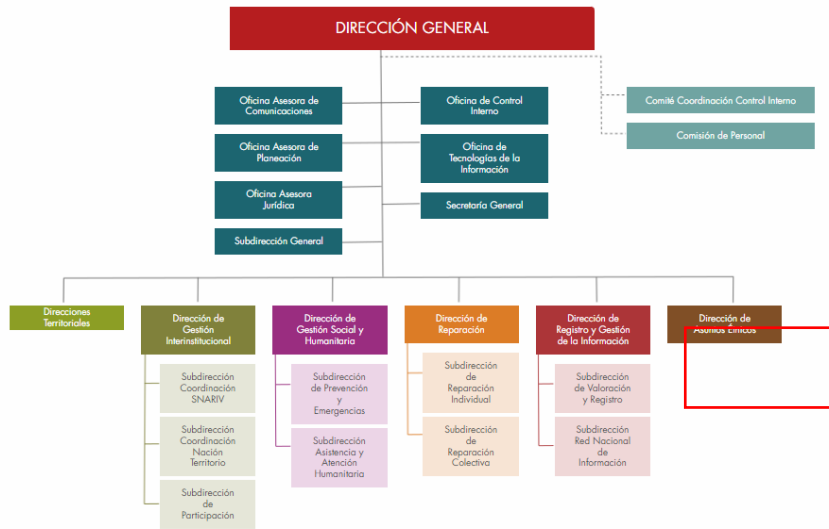 DIRECCIÓN GENERAL
Oficina Asesora de
Comunicaciones
Oficina de Control
Interno
Comité Coordinación Control Interno
Comisión de Personal
Oficina Asesora de
Planeación
Oficina de
Tecnologías de la
Información
Oficina Asesora
Jurídica
Secretaría General
Subdirección General
Direcciones
Territoriales
Dirección de
Gestión
Interinstitucional
Subdirección
Coordinación
SNARIV
Subdirección
Coordinación
Nación
Territorio
Subdirección
de
Participación
Dirección de
Gestión Social y
Humanitaria
Subdirección
de Prevención
y
Emergencias
Subdirección
Asistencia y
Atención
Humanitaria
Dirección de
Reparación
Subdirección
de
Reparación
Individual
Subdirección
de
Reparación
Colectiva
Dirección de
Registro y Gestión
de la Información
Subdirección
de Valoración
y Registro
Subdirección
Red Nacional
de
Información
Dirección de
Asuntos Étnicos